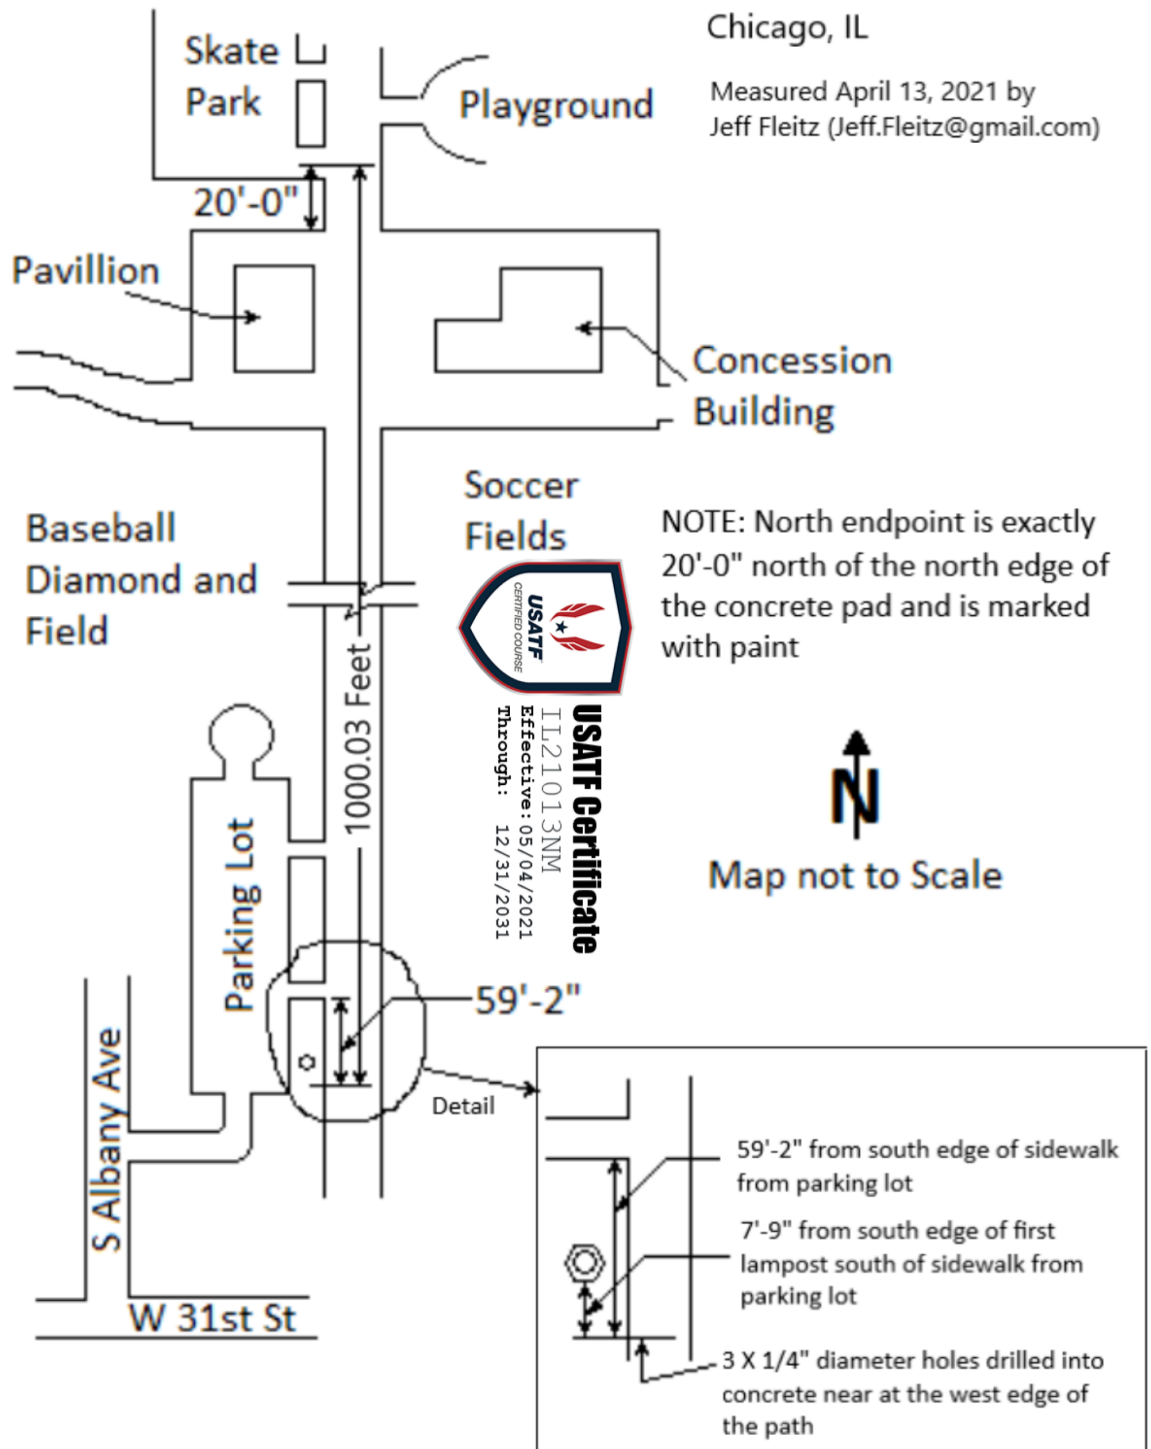 Chicago, IL
Measured April 13, 2021 by
Jeff Fleitz (Jeff.Fleitz@gmail.com)
Skate
Park
Playground
20'-0"
Pavillion
Concession
Building
Soccer
Fields
Baseball
Diamond and
Field
NOTE: North endpoint is exactly
20'-0" north of the north edge of
the concrete pad and is marked
with paint
USATF
CERTIFIED COURSE
USATF Certificate
IL21013NM
Effective: 05/04/2021
Through: 12/31/2031
1000.03 Feet
N
Map not to Scale
Parking Lot
59'-2"
Detail
S Albany Ave
W 31st St
59'-2" from south edge of sidewalk
from parking lot
7'-9" from south edge of first
lampost south of sidewalk from
parking lot
3 X 1/4" diameter holes drilled into
concrete near at the west edge of
the path